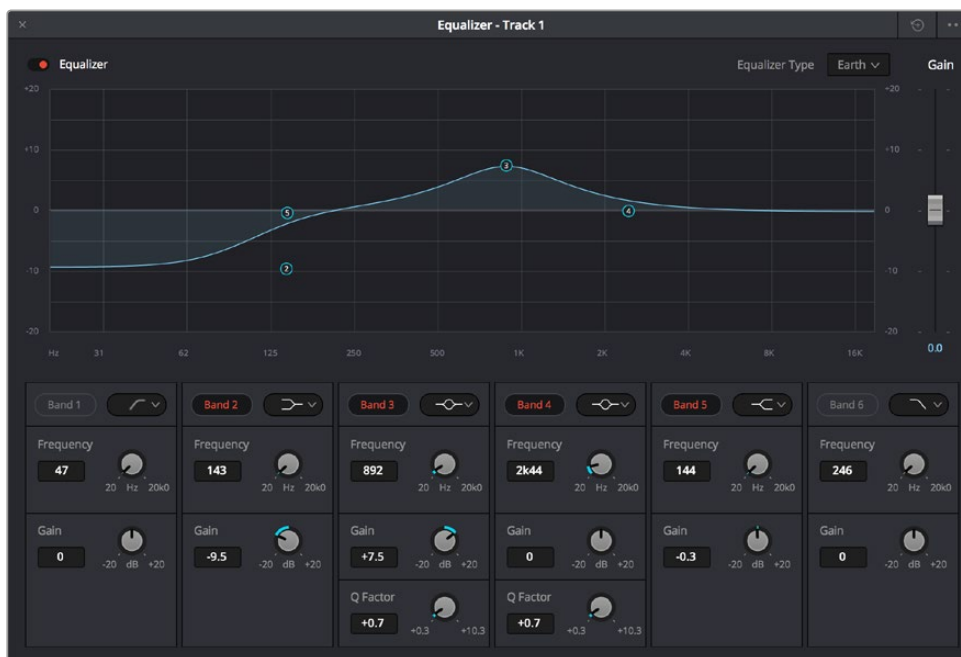 Equalizer - Track 1
Equalizer
Equalizer Type Earth Gain
+20 +20
+10 +10
3
5
0 4 0
2
-10 -10
-20 -20
Hz 31 62 125 250 500 1K 2K 4K 8K 16K 0.0
Band 1 Band 2 Band 3 Band 4 Band 5 Band 6
Frequency Frequency Frequency Frequency Frequency Frequency
47 143 892 2k44 144 246
20 Hz 20k0 20 Hz 20k0 20 Hz 20k0 20 Hz 20k0 20 Hz 20k0 20 Hz 20k0
Gain Gain Gain Gain Gain Gain
0 -9.5 +7.5 0 -0.3 0
-20 dB +20 -20 dB +20 -20 dB +20 -20 dB +20 -20 dB +20 -20 dB +20
Q Factor Q Factor
+0.7 +0.7
+0.3 +10.3 +0.3 +10.3